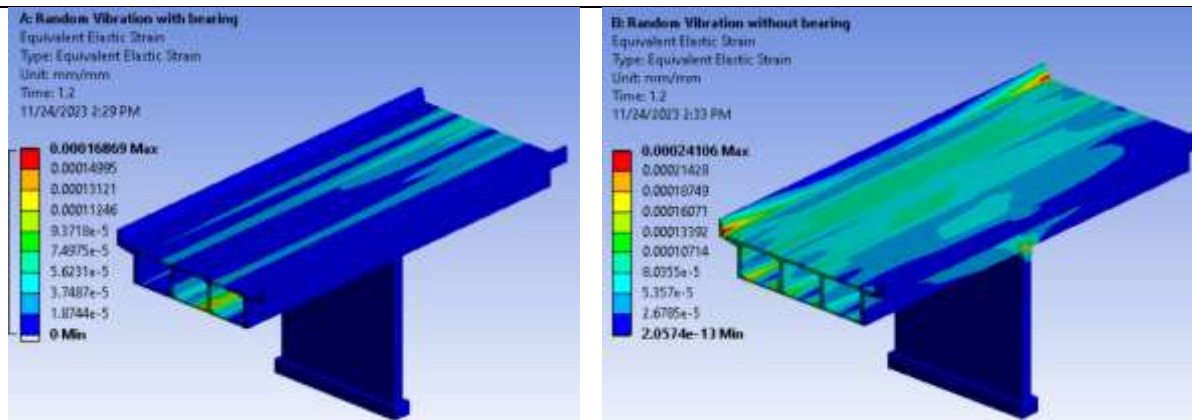 A: Random Vibration with bearing
Equivalent Elastic Strain
Type: Equivalent Elastic Strain
Unit: mm/mm
Time: 1.2
11/24/2023 2:29 PM
0.00016869 Max
0.00014995
0.00013121
0.00011246
9.3718e-5
7.4975e-5
5.6231e-5
3.7487e-5
1.8744e-5
0 Min
B: Random Vibration without bearing
Equivalent Elastic Strain
Type: Equivalent Elastic Strain
Unit: mm/mm
Time: 1.2
11/24/2023 2:33 PM
0.00024106 Max
0.00021428
0.00018749
0.00016071
0.00013392
0.00010714
8.0355e-5
5.357e-5
2.6785e-5
2.0574e-13 Min